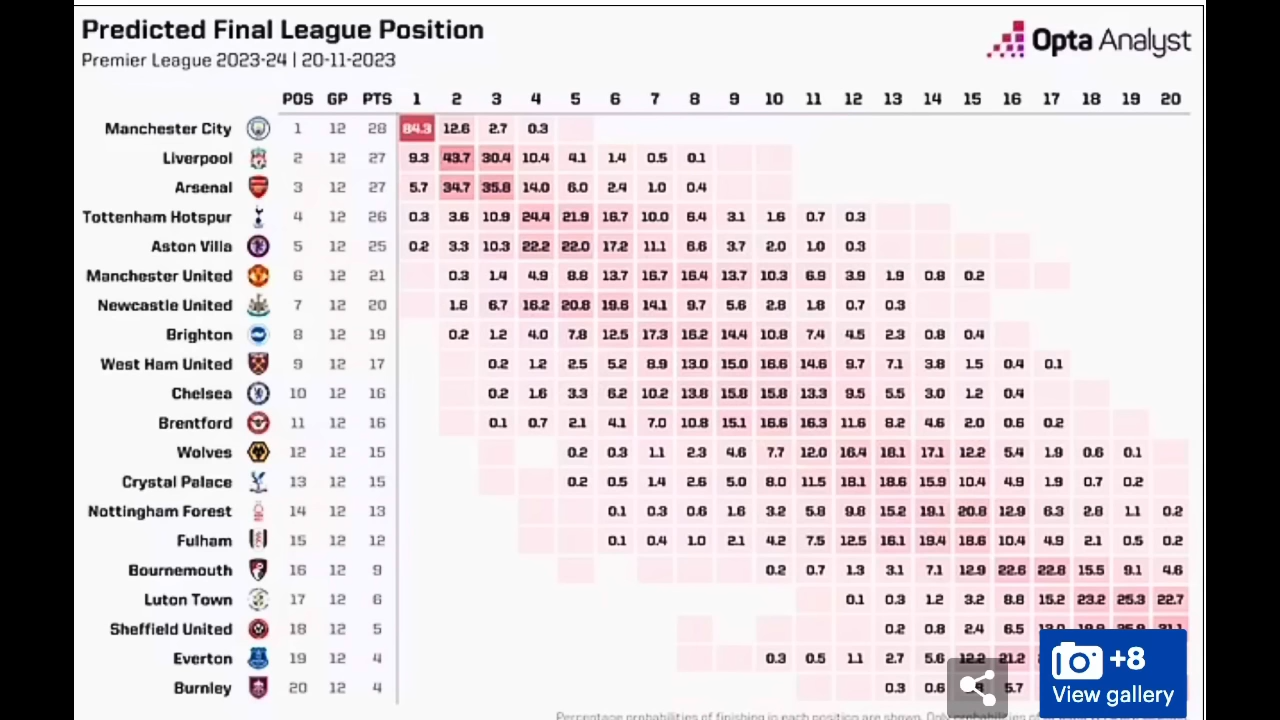 Predicted Final League Position
Premier League 2023-24 | 20-11-2023
Opta Analyst
POS GP PTS 1 2 3 4 5 6 7 8 9 10 11 12 13 14 15 16 17 18 19 20
Manchester City 1 12 28 84.3 12.6 2.7 0.3
Liverpool 2 12 27 9.3 43.7 30.4 10.4 4.1 1.4 0.5 0.1
Arsenal 3 12 27 5.7 34.7 35.8 14.0 6.0 2.4 1.0 0.4
Tottenham Hotspur 4 12 26 0.3 3.6 10.9 24.4 21.9 16.7 10.0 6.4 3.1 1.6 0.7 0.3
Aston Villa 5 12 25 0.2 3.3 10.3 22.2 22.0 17.2 11.1 6.6 3.7 2.0 1.0 0.3
Manchester United 6 12 21 0.3 1.4 4.9 8.8 13.7 16.7 16.4 13.7 10.3 6.9 3.9 1.9 0.8 0.2
Newcastle United 7 12 20 1.6 6.7 16.2 20.8 19.6 14.1 9.7 5.6 2.8 1.8 0.7 0.3
Brighton 8 12 19 0.2 1.2 4.0 7.8 12.5 17.3 16.2 14.4 10.8 7.4 4.5 2.3 0.8 0.4
West Ham United 9 12 17 0.2 1.2 2.5 5.2 8.9 13.0 15.0 16.6 14.6 9.7 7.1 3.8 1.5 0.4 0.1
Chelsea 10 12 16 0.2 1.6 3.3 6.2 10.2 13.8 15.8 15.8 13.3 9.5 5.5 3.0 1.2 0.4
Brentford 11 12 16 0.1 0.7 2.1 4.1 7.0 10.8 15.1 16.6 16.3 11.6 8.2 4.6 2.0 0.6 0.2
Wolves 12 12 15 0.2 0.3 1.1 2.3 4.6 7.7 12.0 16.4 18.1 17.1 12.2 5.4 1.9 0.6 0.1
Crystal Palace 13 12 15 0.2 0.5 1.4 2.6 5.0 8.0 11.5 18.1 18.6 15.9 10.4 4.9 1.9 0.7 0.2
Nottingham Forest 14 12 13 0.1 0.3 0.6 1.6 3.2 5.8 9.8 15.2 19.1 20.8 12.9 6.3 2.8 1.1 0.2
Fulham 15 12 12 0.1 0.4 1.0 2.1 4.2 7.5 12.5 16.1 19.4 18.6 10.4 4.9 2.1 0.5 0.2
Bournemouth 16 12 9 0.2 0.7 1.3 3.1 7.1 12.9 22.6 22.8 15.5 9.1 4.6
Luton Town 17 12 6 0.1 0.3 1.2 3.2 8.8 15.2 23.2 25.3 22.7
Sheffield United 18 12 5 0.2 0.8 2.4 6.5
Everton 19 12 4 0.3 0.5 1.1 2.7 5.6 12.2 21.2
Burnley 20 12 4 0.3 0.6 5.7
+8
View gallery